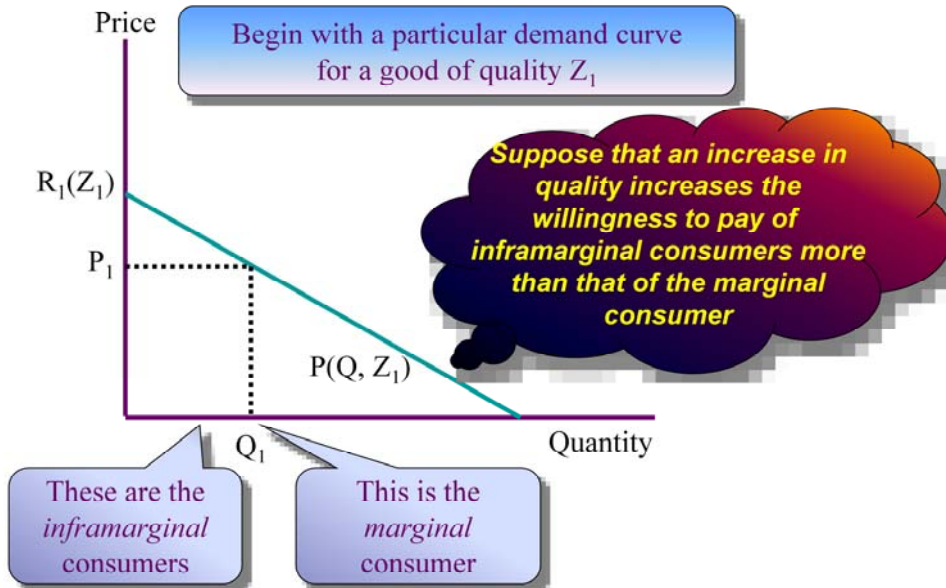 Price
Begin with a particular demand curve
for a good of quality Z₁
Suppose that an increase in
quality increases the
willingness to pay of
inframarginal consumers more
than that of the marginal
consumer
R₁(Z₁)
P₁
P(Q, Z₁)
Q₁
Quantity
These are the
inframarginal
consumers
This is the
marginal
consumer